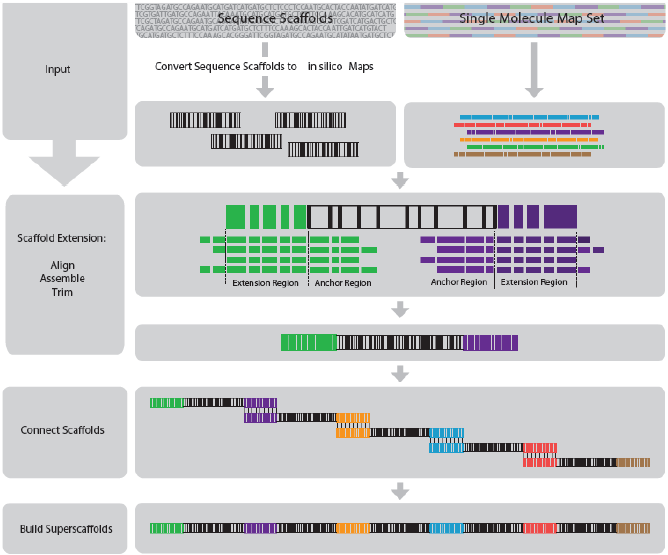 Sequence Scaffolds
Single Molecule Map Set
Input
Convert Sequence Scaffolds to in silico Maps
Scaffold Extension:
Align
Assemble
Trim
Extension Region
Anchor Region
Anchor Region
Extension Region
Connect Scaffolds
Build Superscaffolds